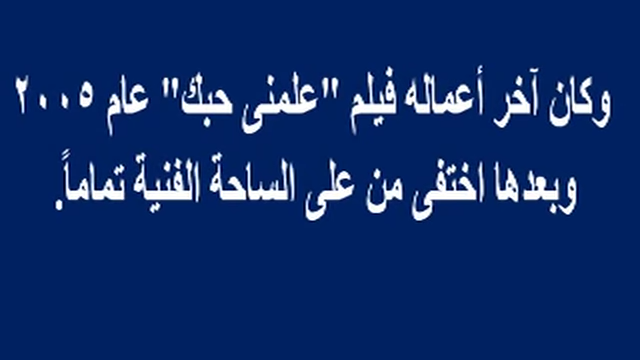 وكان آخر أعماله فيلم "علمنى حبك" عام ٢٠٠٥
وبعدها اختفى من على الساحة الفنية تماماً.